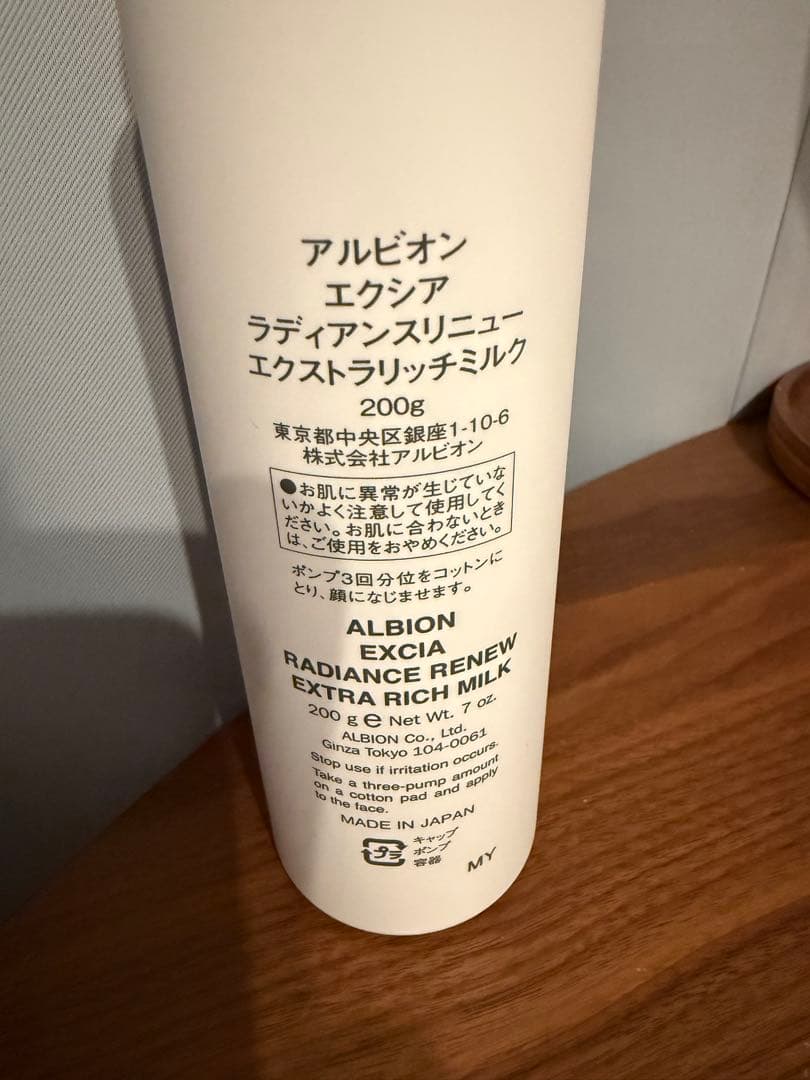 アルビオン
エクシア
ラディアンスリニュー
エクストラリッチミルク
200g
東京都中央区銀座1-10-6
株式会社アルビオン
●お肌に異常が生じていな
いかよく注意して使用してく
ださい。お肌に合わないとき
は、ご使用をおやめください。
ポンプ3回分位をコットンに
とり、顔になじませます。
ALBION
EXCIA
RADIANCE RENEW
EXTRA RICH MILK
200 g ℮ Net Wt. 7 oz.
ALBION Co., Ltd.
Ginza Tokyo 104-0061
Stop use if irritation occurs.
Take a three-pump amount
on a cotton pad and apply
to the face.
MADE IN JAPAN
プラ
キャップ
ポンプ
容器
MY